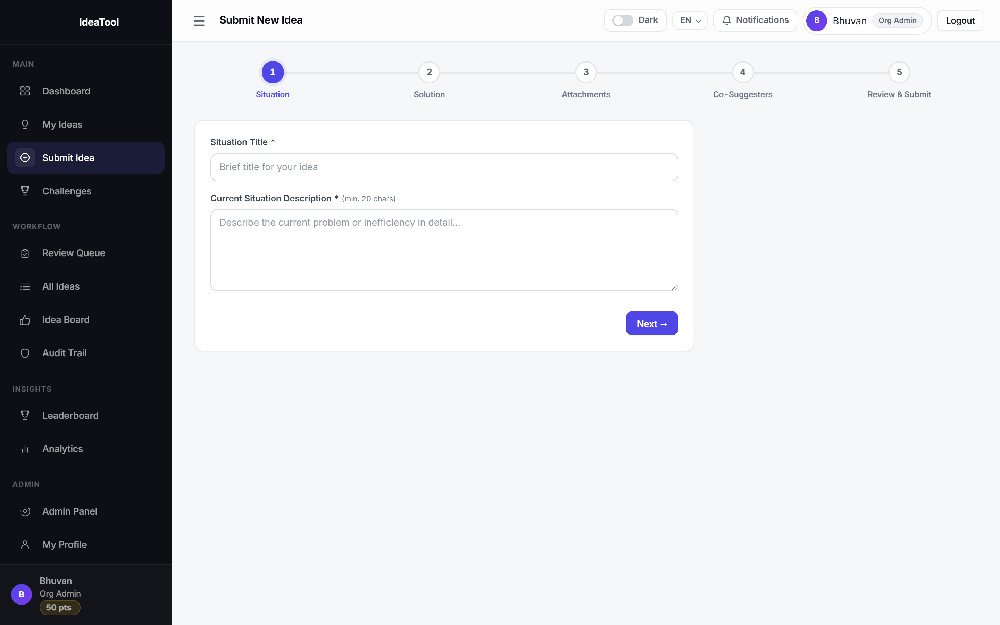 IdeaTool
MAIN
Dashboard
My Ideas
Submit Idea
Challenges
WORKFLOW
Review Queue
All Ideas
Idea Board
Audit Trail
INSIGHTS
Leaderboard
Analytics
ADMIN
Admin Panel
My Profile
B
Bhuvan
Org Admin
50 pts
Submit New Idea
Dark
EN
Notifications
B Bhuvan Org Admin
Logout
1 2 3 4 5
Situation Solution Attachments Co-Suggesters Review & Submit
Situation Title *
Brief title for your idea
Current Situation Description * (min. 20 chars)
Describe the current problem or inefficiency in detail...
Next →